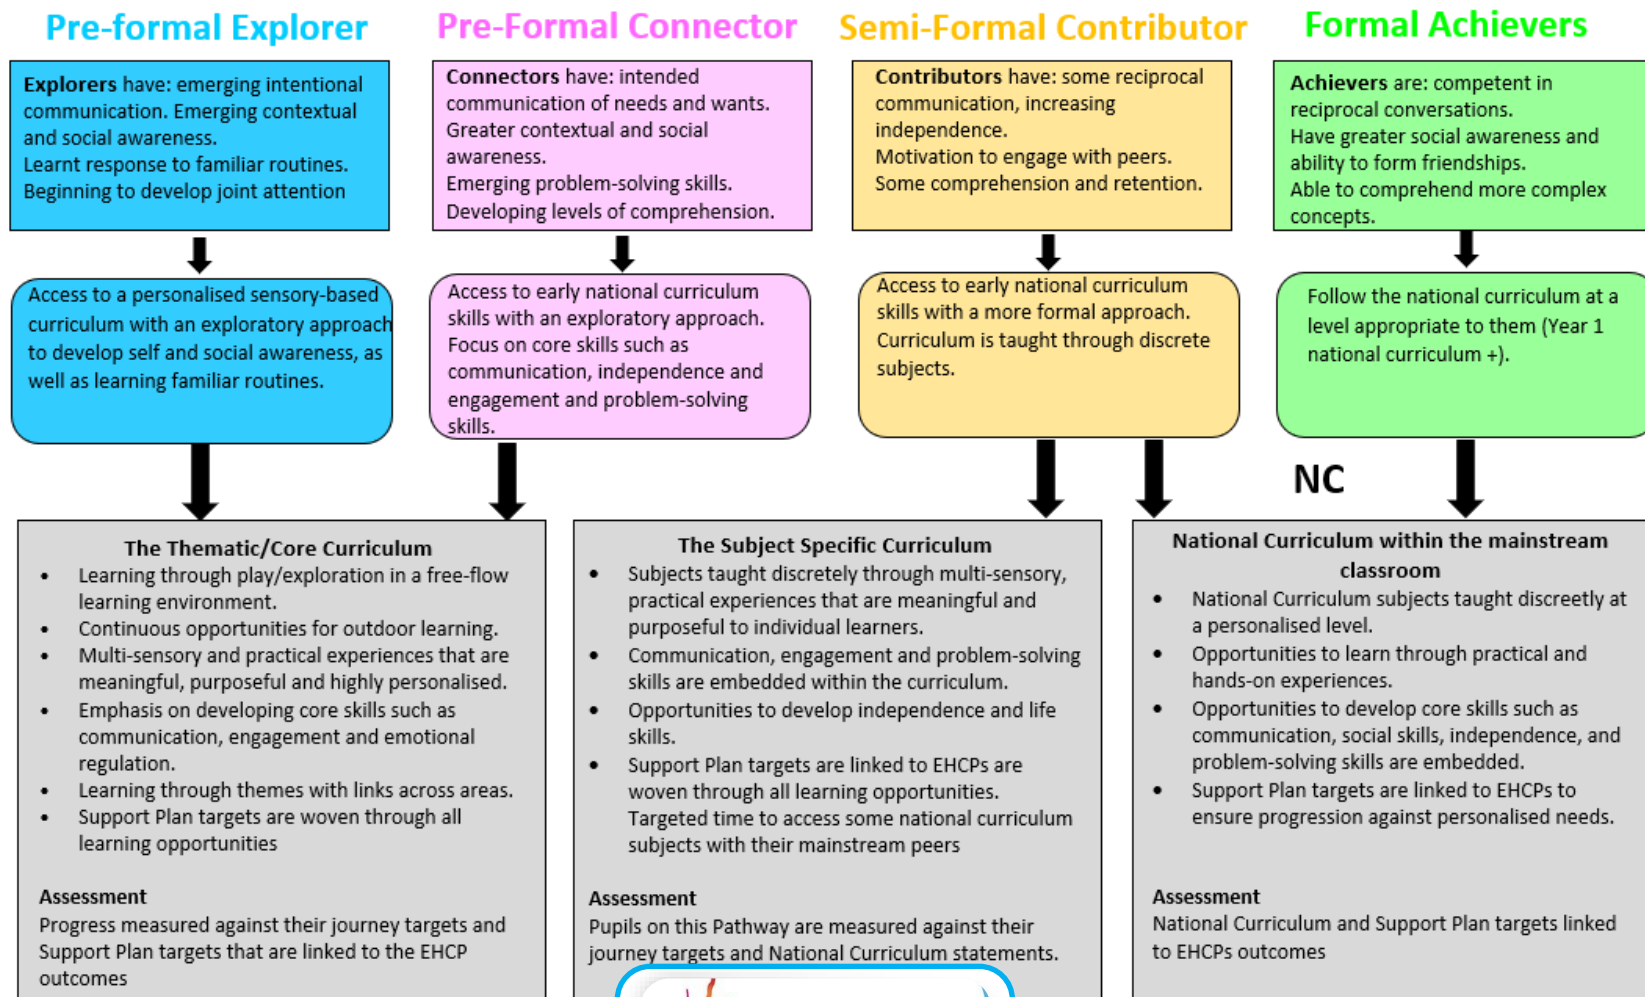 Pre-formal Explorer
Explorers have: emerging intentional
communication. Emerging contextual
and social awareness.
Learnt response to familiar routines.
Beginning to develop joint attention
Access to a personalised sensory-based
curriculum with an exploratory approach
to develop self and social awareness, as
well as learning familiar routines.
Pre-Formal Connector
Connectors have: intended
communication of needs and wants.
Greater contextual and social
awareness.
Emerging problem-solving skills.
Developing levels of comprehension.
Access to early national curriculum
skills with an exploratory approach.
Focus on core skills such as
communication, independence and
engagement and problem-solving
skills.
Semi-Formal Contributor
Contributors have: some reciprocal
communication, increasing
independence.
Motivation to engage with peers.
Some comprehension and retention.
Access to early national curriculum
skills with a more formal approach.
Curriculum is taught through discrete
subjects.
Formal Achievers
Achievers are: competent in
reciprocal conversations.
Have greater social awareness and
ability to form friendships.
Able to comprehend more complex
concepts.
Follow the national curriculum at a
level appropriate to them (Year 1
national curriculum +).
NC
The Thematic/Core Curriculum
• Learning through play/exploration in a free-flow
learning environment.
• Continuous opportunities for outdoor learning.
• Multi-sensory and practical experiences that are
meaningful, purposeful and highly personalised.
• Emphasis on developing core skills such as
communication, engagement and emotional
regulation.
• Learning through themes with links across areas.
• Support Plan targets are woven through all
learning opportunities
Assessment
Progress measured against their journey targets and
Support Plan targets that are linked to the EHCP
outcomes
The Subject Specific Curriculum
• Subjects taught discretely through multi-sensory,
practical experiences that are meaningful and
purposeful to individual learners.
• Communication, engagement and problem-solving
skills are embedded within the curriculum.
• Opportunities to develop independence and life
skills.
• Support Plan targets are linked to EHCPs are
woven through all learning opportunities.
Targeted time to access some national curriculum
subjects with their mainstream peers
Assessment
Pupils on this Pathway are measured against their
journey targets and National Curriculum statements.
National Curriculum within the mainstream
classroom
• National Curriculum subjects taught discreetly at
a personalised level.
• Opportunities to learn through practical and
hands-on experiences.
• Opportunities to develop core skills such as
communication, social skills, independence, and
problem-solving skills are embedded.
• Support Plan targets are linked to EHCPs to
ensure progression against personalised needs.
Assessment
National Curriculum and Support Plan targets linked
to EHCPs outcomes